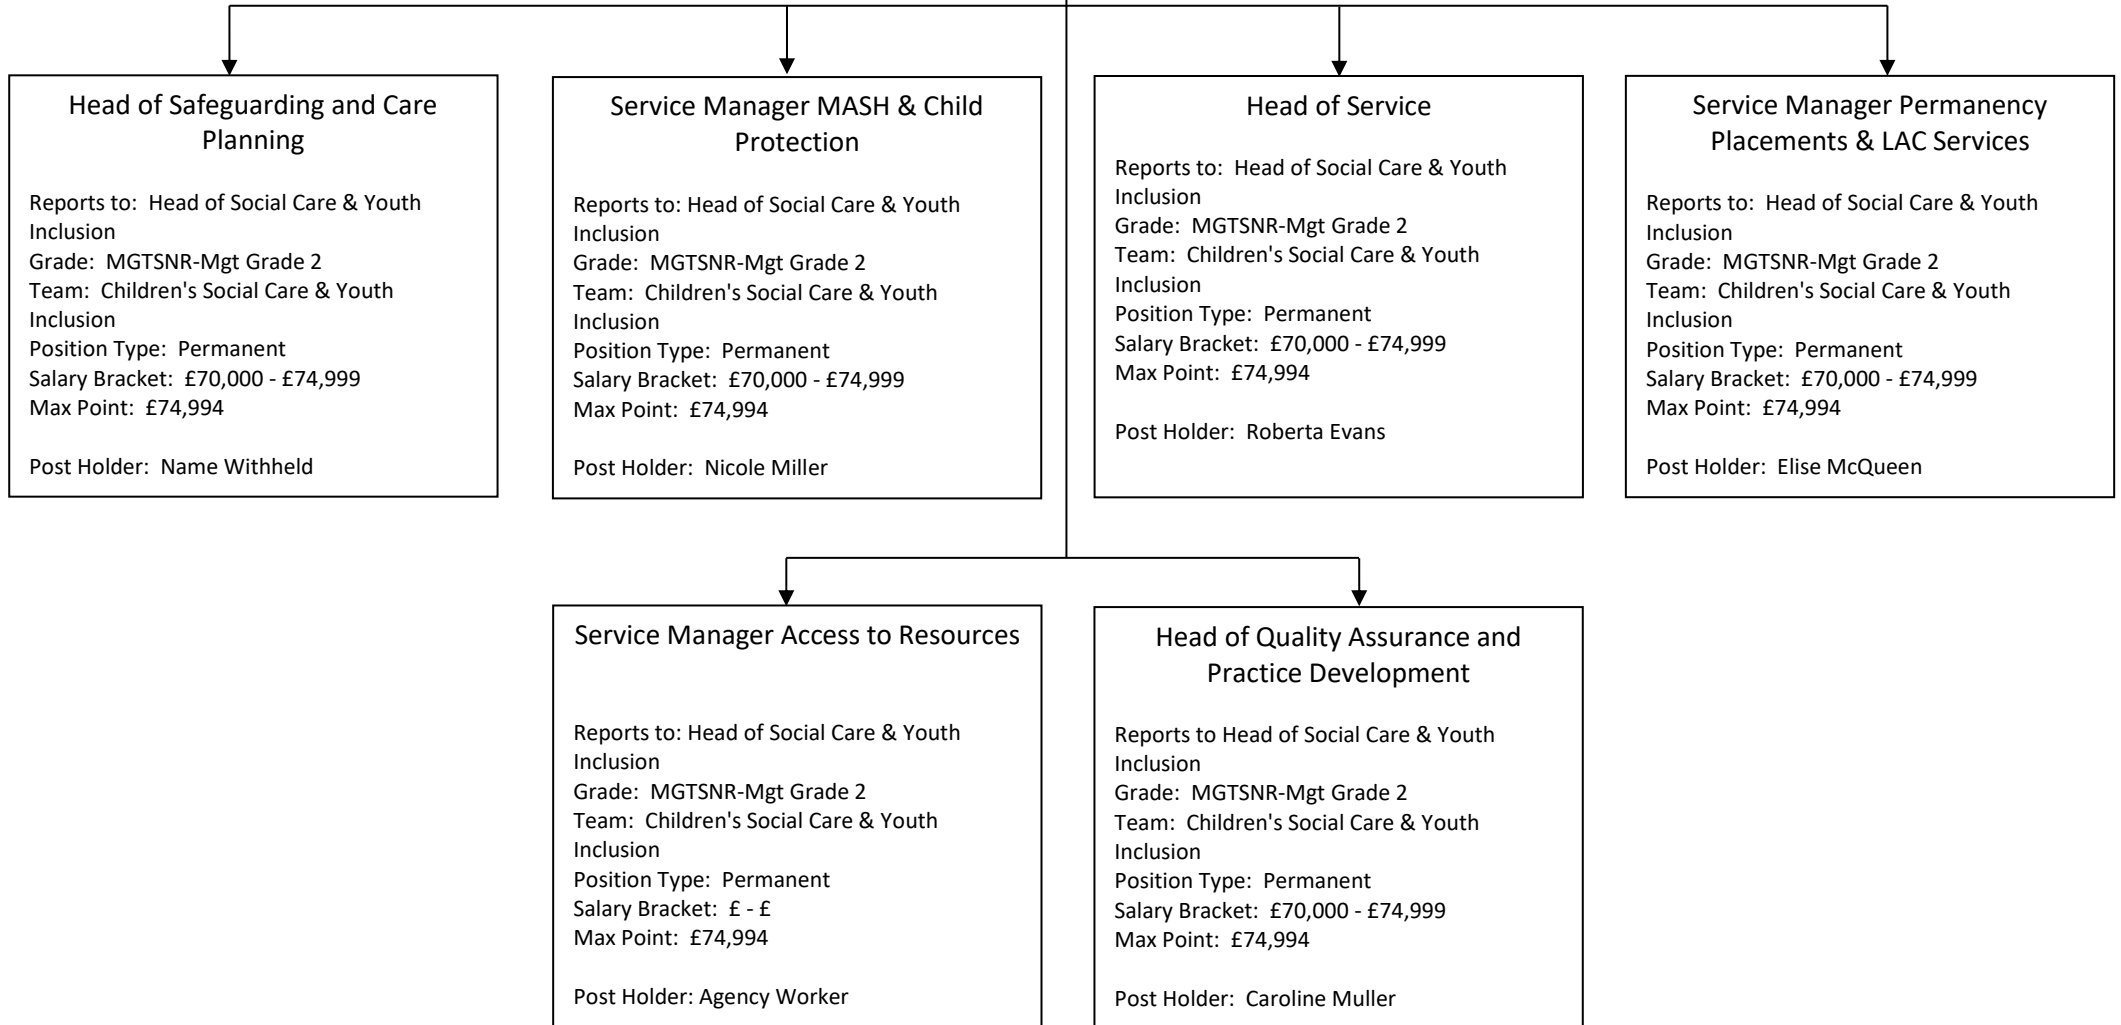 Head of Safeguarding and Care
Planning
Reports to:  Head of Social Care & Youth
Inclusion
Grade:  MGTSNR-Mgt Grade 2
Team:  Children's Social Care & Youth
Inclusion
Position Type:  Permanent
Salary Bracket:  £70,000 - £74,999
Max Point:  £74,994
Post Holder:  Name Withheld
Service Manager MASH & Child
Protection
Reports to: Head of Social Care & Youth
Inclusion
Grade:  MGTSNR-Mgt Grade 2
Team:  Children's Social Care & Youth
Inclusion
Position Type:  Permanent
Salary Bracket:  £70,000 - £74,999
Max Point:  £74,994
Post Holder:  Nicole Miller
Head of Service
Reports to:  Head of Social Care & Youth
Inclusion
Grade:  MGTSNR-Mgt Grade 2
Team:  Children's Social Care & Youth
Inclusion
Position Type:  Permanent
Salary Bracket:  £70,000 - £74,999
Max Point:  £74,994
Post Holder:  Roberta Evans
Service Manager Permanency
Placements & LAC Services
Reports to:  Head of Social Care & Youth
Inclusion
Grade:  MGTSNR-Mgt Grade 2
Team:  Children's Social Care & Youth
Inclusion
Position Type:  Permanent
Salary Bracket:  £70,000 - £74,999
Max Point:  £74,994
Post Holder:  Elise McQueen
Service Manager Access to Resources
Reports to: Head of Social Care & Youth
Inclusion
Grade:  MGTSNR-Mgt Grade 2
Team:  Children's Social Care & Youth
Inclusion
Position Type:  Permanent
Salary Bracket:  £ - £
Max Point:  £74,994
Post Holder: Agency Worker
Head of Quality Assurance and
Practice Development
Reports to Head of Social Care & Youth
Inclusion
Grade:  MGTSNR-Mgt Grade 2
Team:  Children's Social Care & Youth
Inclusion
Position Type:  Permanent
Salary Bracket:  £70,000 - £74,999
Max Point:  £74,994
Post Holder:  Caroline Muller